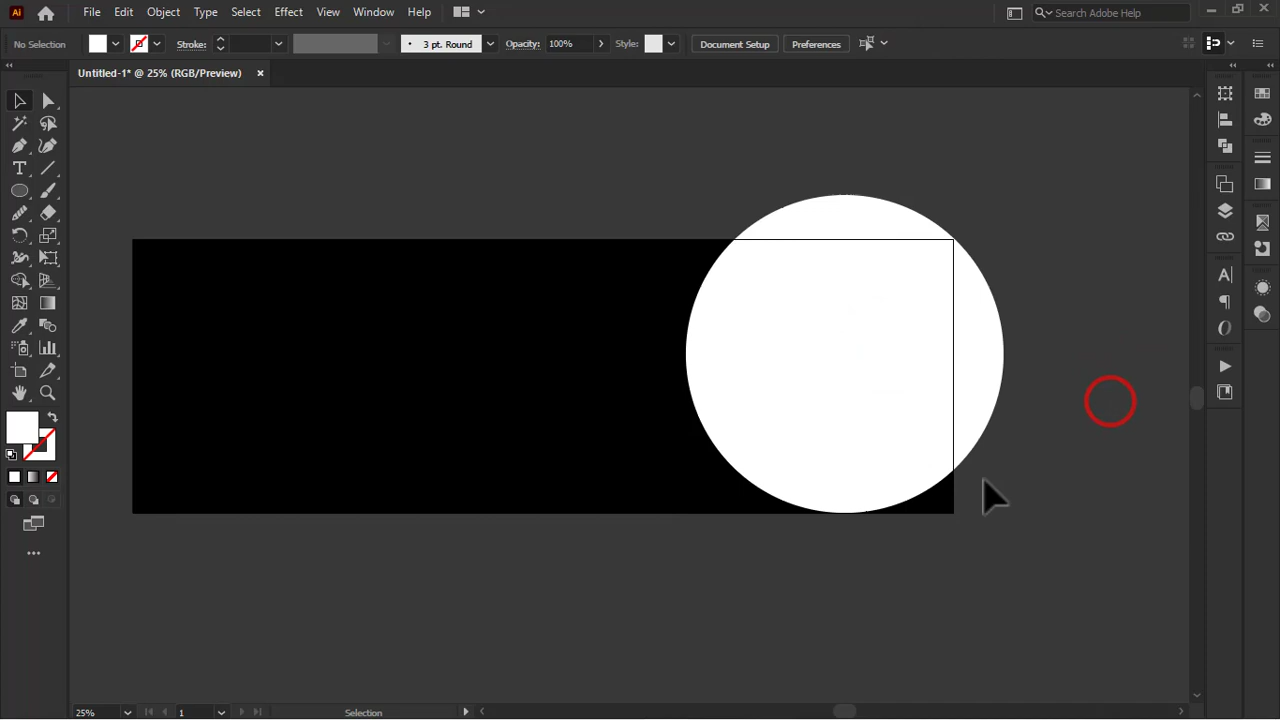 Ai
File Edit Object Type Select Effect View Window Help
Search Adobe Help
No Selection
Stroke:
3 pt. Round
Opacity: 100%
Style:
Document Setup
Preferences
Untitled-1* @ 25% (RGB/Preview) ×
25%
1
Selection